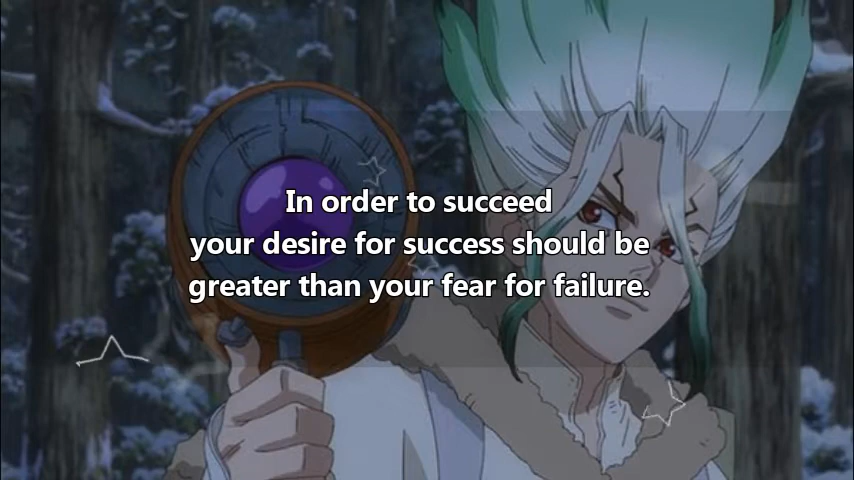 In order to succeed
your desire for success should be
greater than your fear for failure.